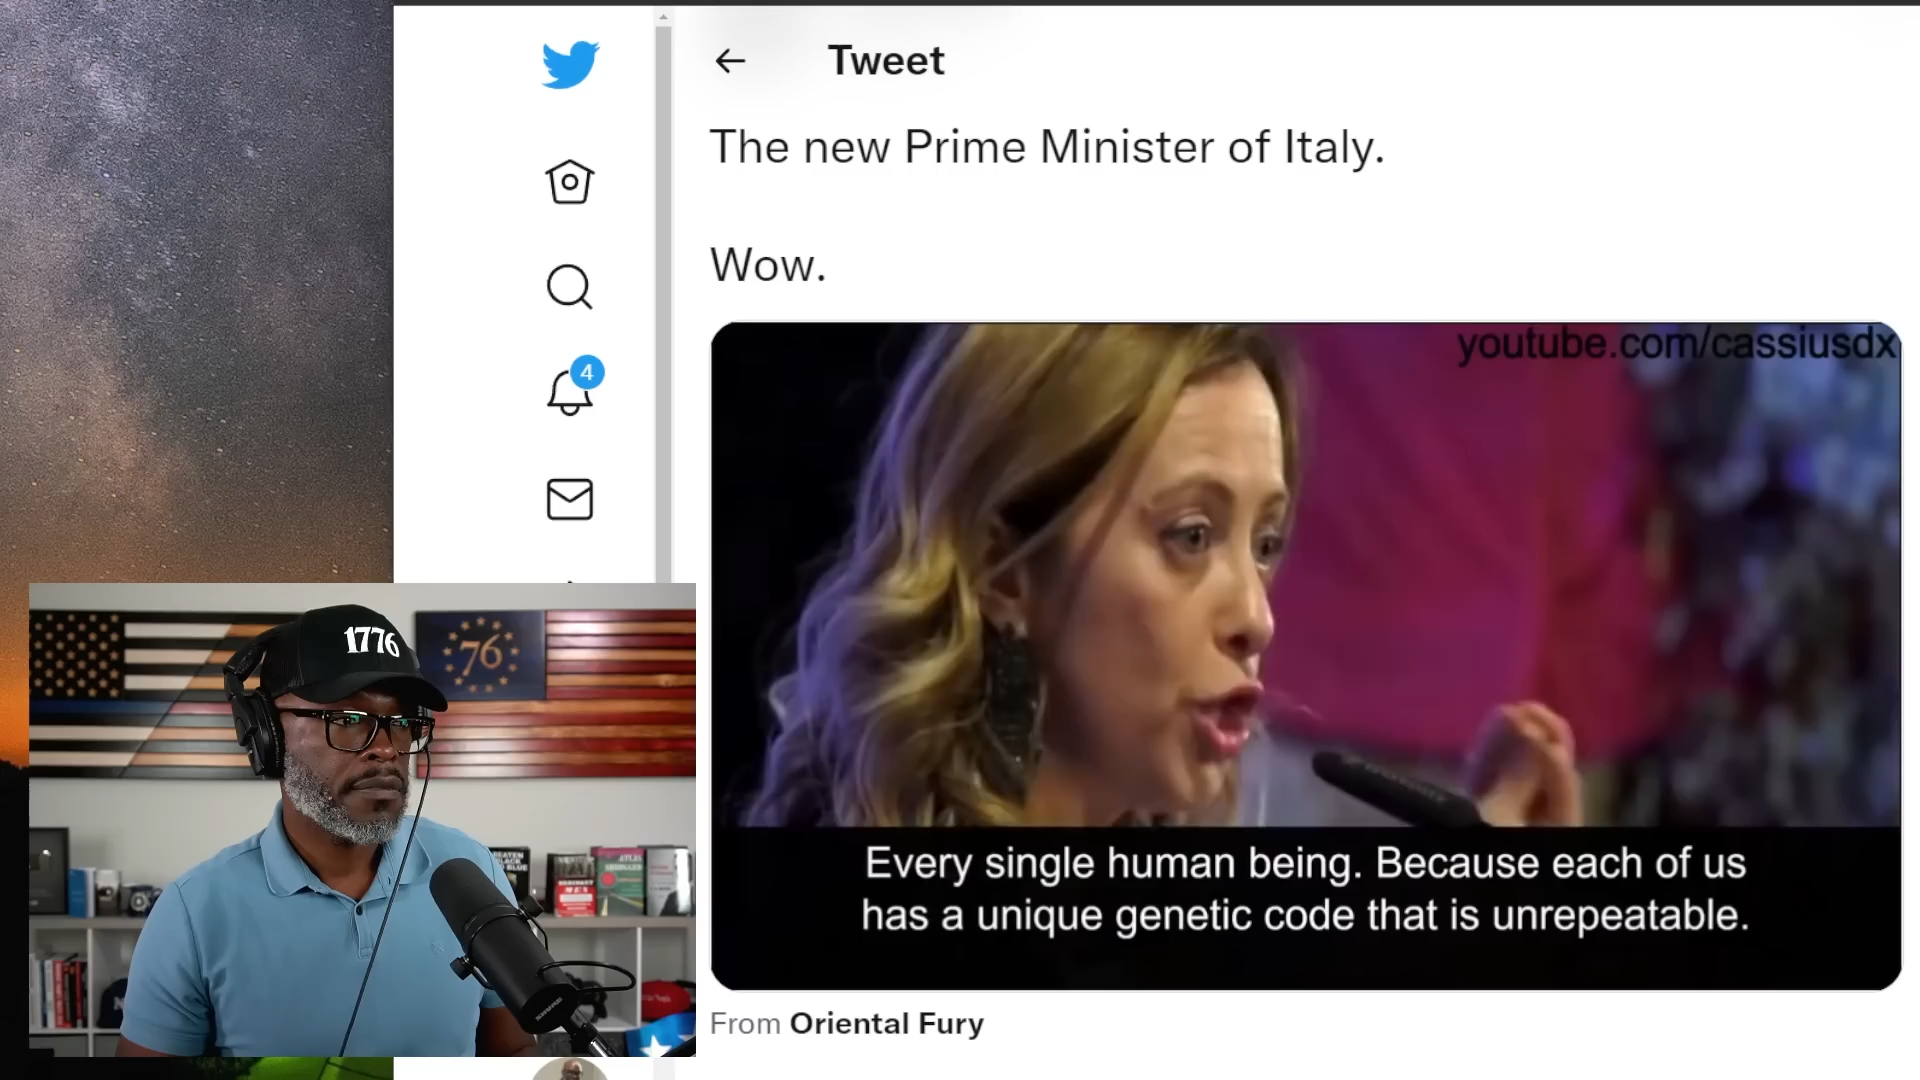 Tweet
The new Prime Minister of Italy.
Wow.
4
youtube.com/cassiusdx
1776
76
Every single human being. Because each of us
has a unique genetic code that is unrepeatable.
From Oriental Fury